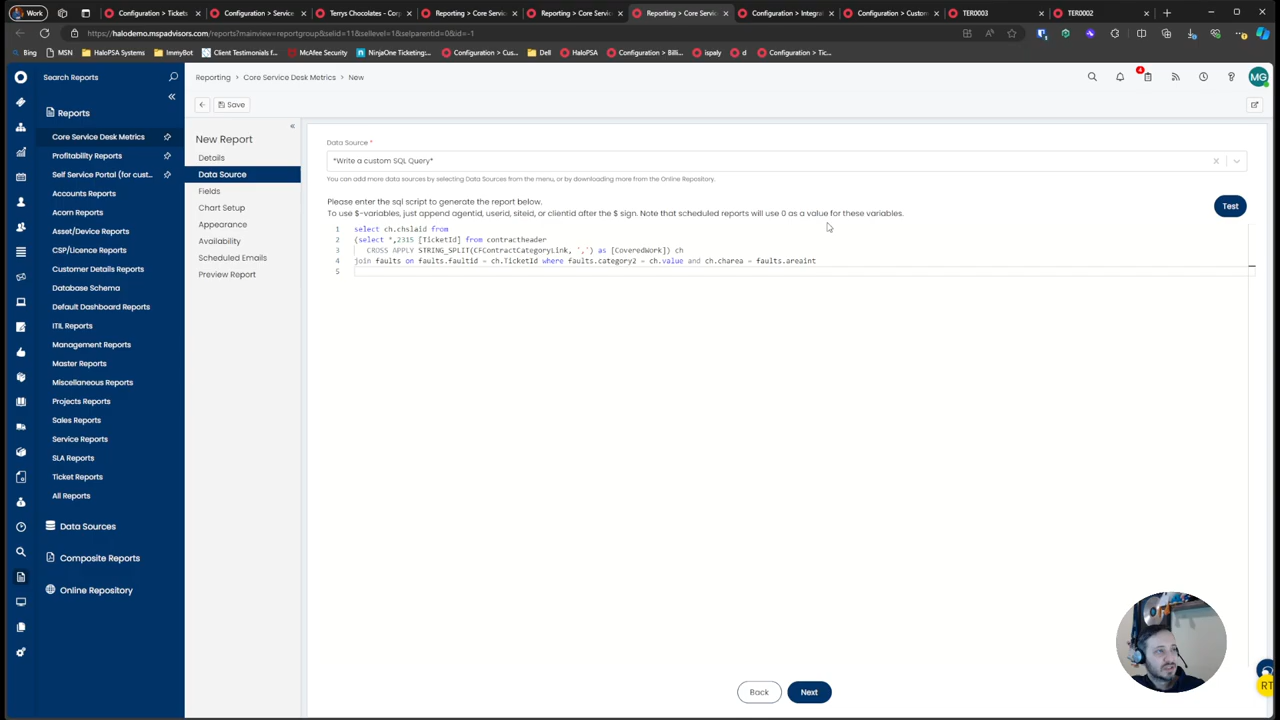 Work
Configuration > Tickets
Configuration > Service
Terrys Chocolates - Corp
Reporting > Core Servic
Reporting > Core Servic
Reporting > Core Servic
Configuration > Integra
Configuration > Custom
TER0003
TER0002
https://halodemo.mspadvisors.com/reports?mainview=reportgroup&selid=11&selparentid=0&id=-1
Bing
MSN
HaloPSA Systems
ImmyBot
Client Testimonials f...
McAfee Security
NinjaOne Ticketing:...
Configuration > Cus...
Dell
HaloPSA
Configuration > Billi...
ispaly
d
Configuration > Tic...
Search Reports
Reporting > Core Service Desk Metrics > New
4
MG
Save
Reports
Core Service Desk Metrics
Profitability Reports
Self Service Portal (for cust...
Accounts Reports
Acorn Reports
Asset/Device Reports
CSP/Licence Reports
Customer Details Reports
Database Schema
Default Dashboard Reports
ITIL Reports
Management Reports
Master Reports
Miscellaneous Reports
Projects Reports
Sales Reports
Service Reports
SLA Reports
Ticket Reports
All Reports
Data Sources
Composite Reports
Online Repository
New Report
Details
Data Source
Fields
Chart Setup
Appearance
Availability
Scheduled Emails
Preview Report
Data Source *
*Write a custom SQL Query*
You can add more data sources by selecting Data Sources from the menu, or by downloading more from the Online Repository.
Please enter the sql script to generate the report below.
To use $-variables, just append agentid, userid, siteid, or clientid after the $ sign. Note that scheduled reports will use 0 as a value for these variables.
Test
1 select ch.chslaid from
2 (select *,2315 [TicketId] from contractheader
3 CROSS APPLY STRING_SPLIT(CFContractCategoryLink, ',') as [CoveredWork]) ch
4 join faults on faults.faultid = ch.TicketId where faults.category2 = ch.value and ch.charea = faults.areaint
5
Back
Next
RT